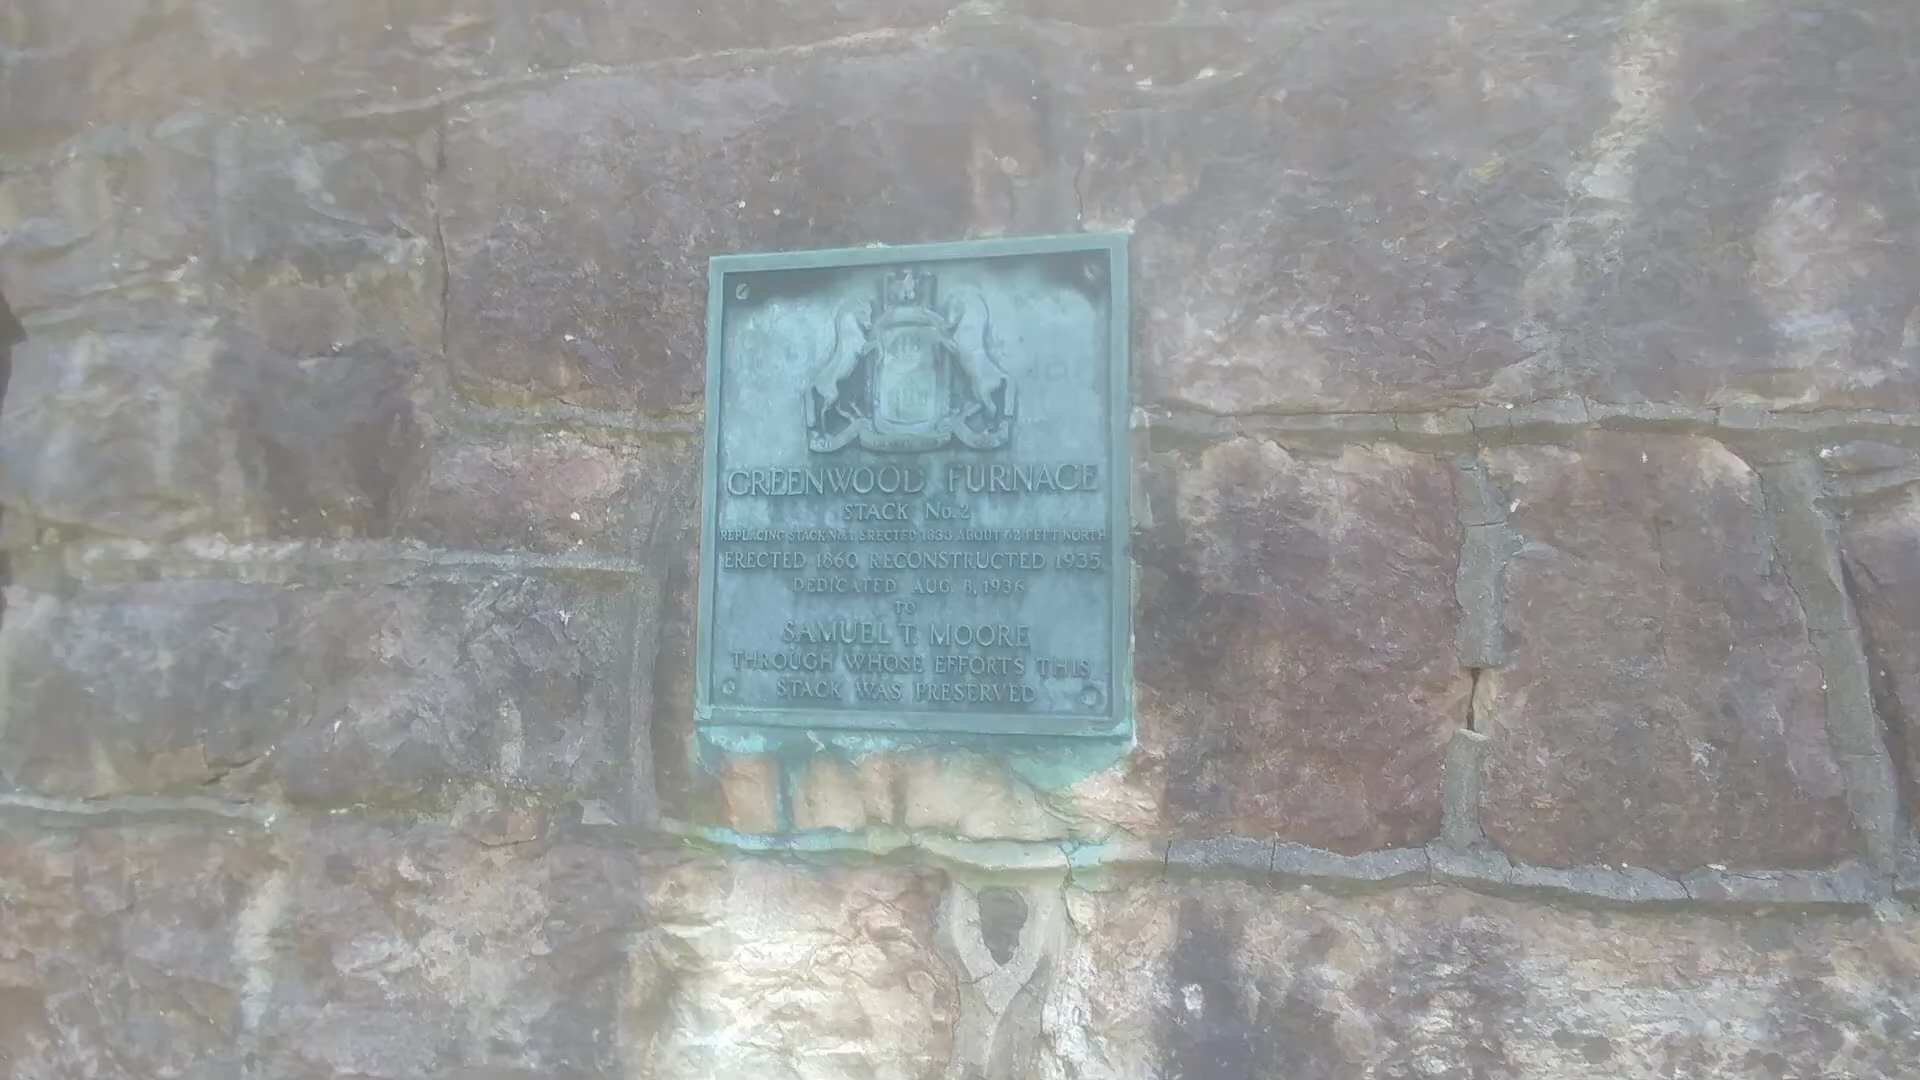 GREENWOOD FURNACE
STACK No. 2
REPLACING STACK No. 1 ERECTED 1833 ABOUT 62 FEET NORTH
ERECTED 1860 RECONSTRUCTED 1935
DEDICATED AUG. 8, 1936
TO
SAMUEL T. MOORE
THROUGH WHOSE EFFORTS THIS
STACK WAS PRESERVED